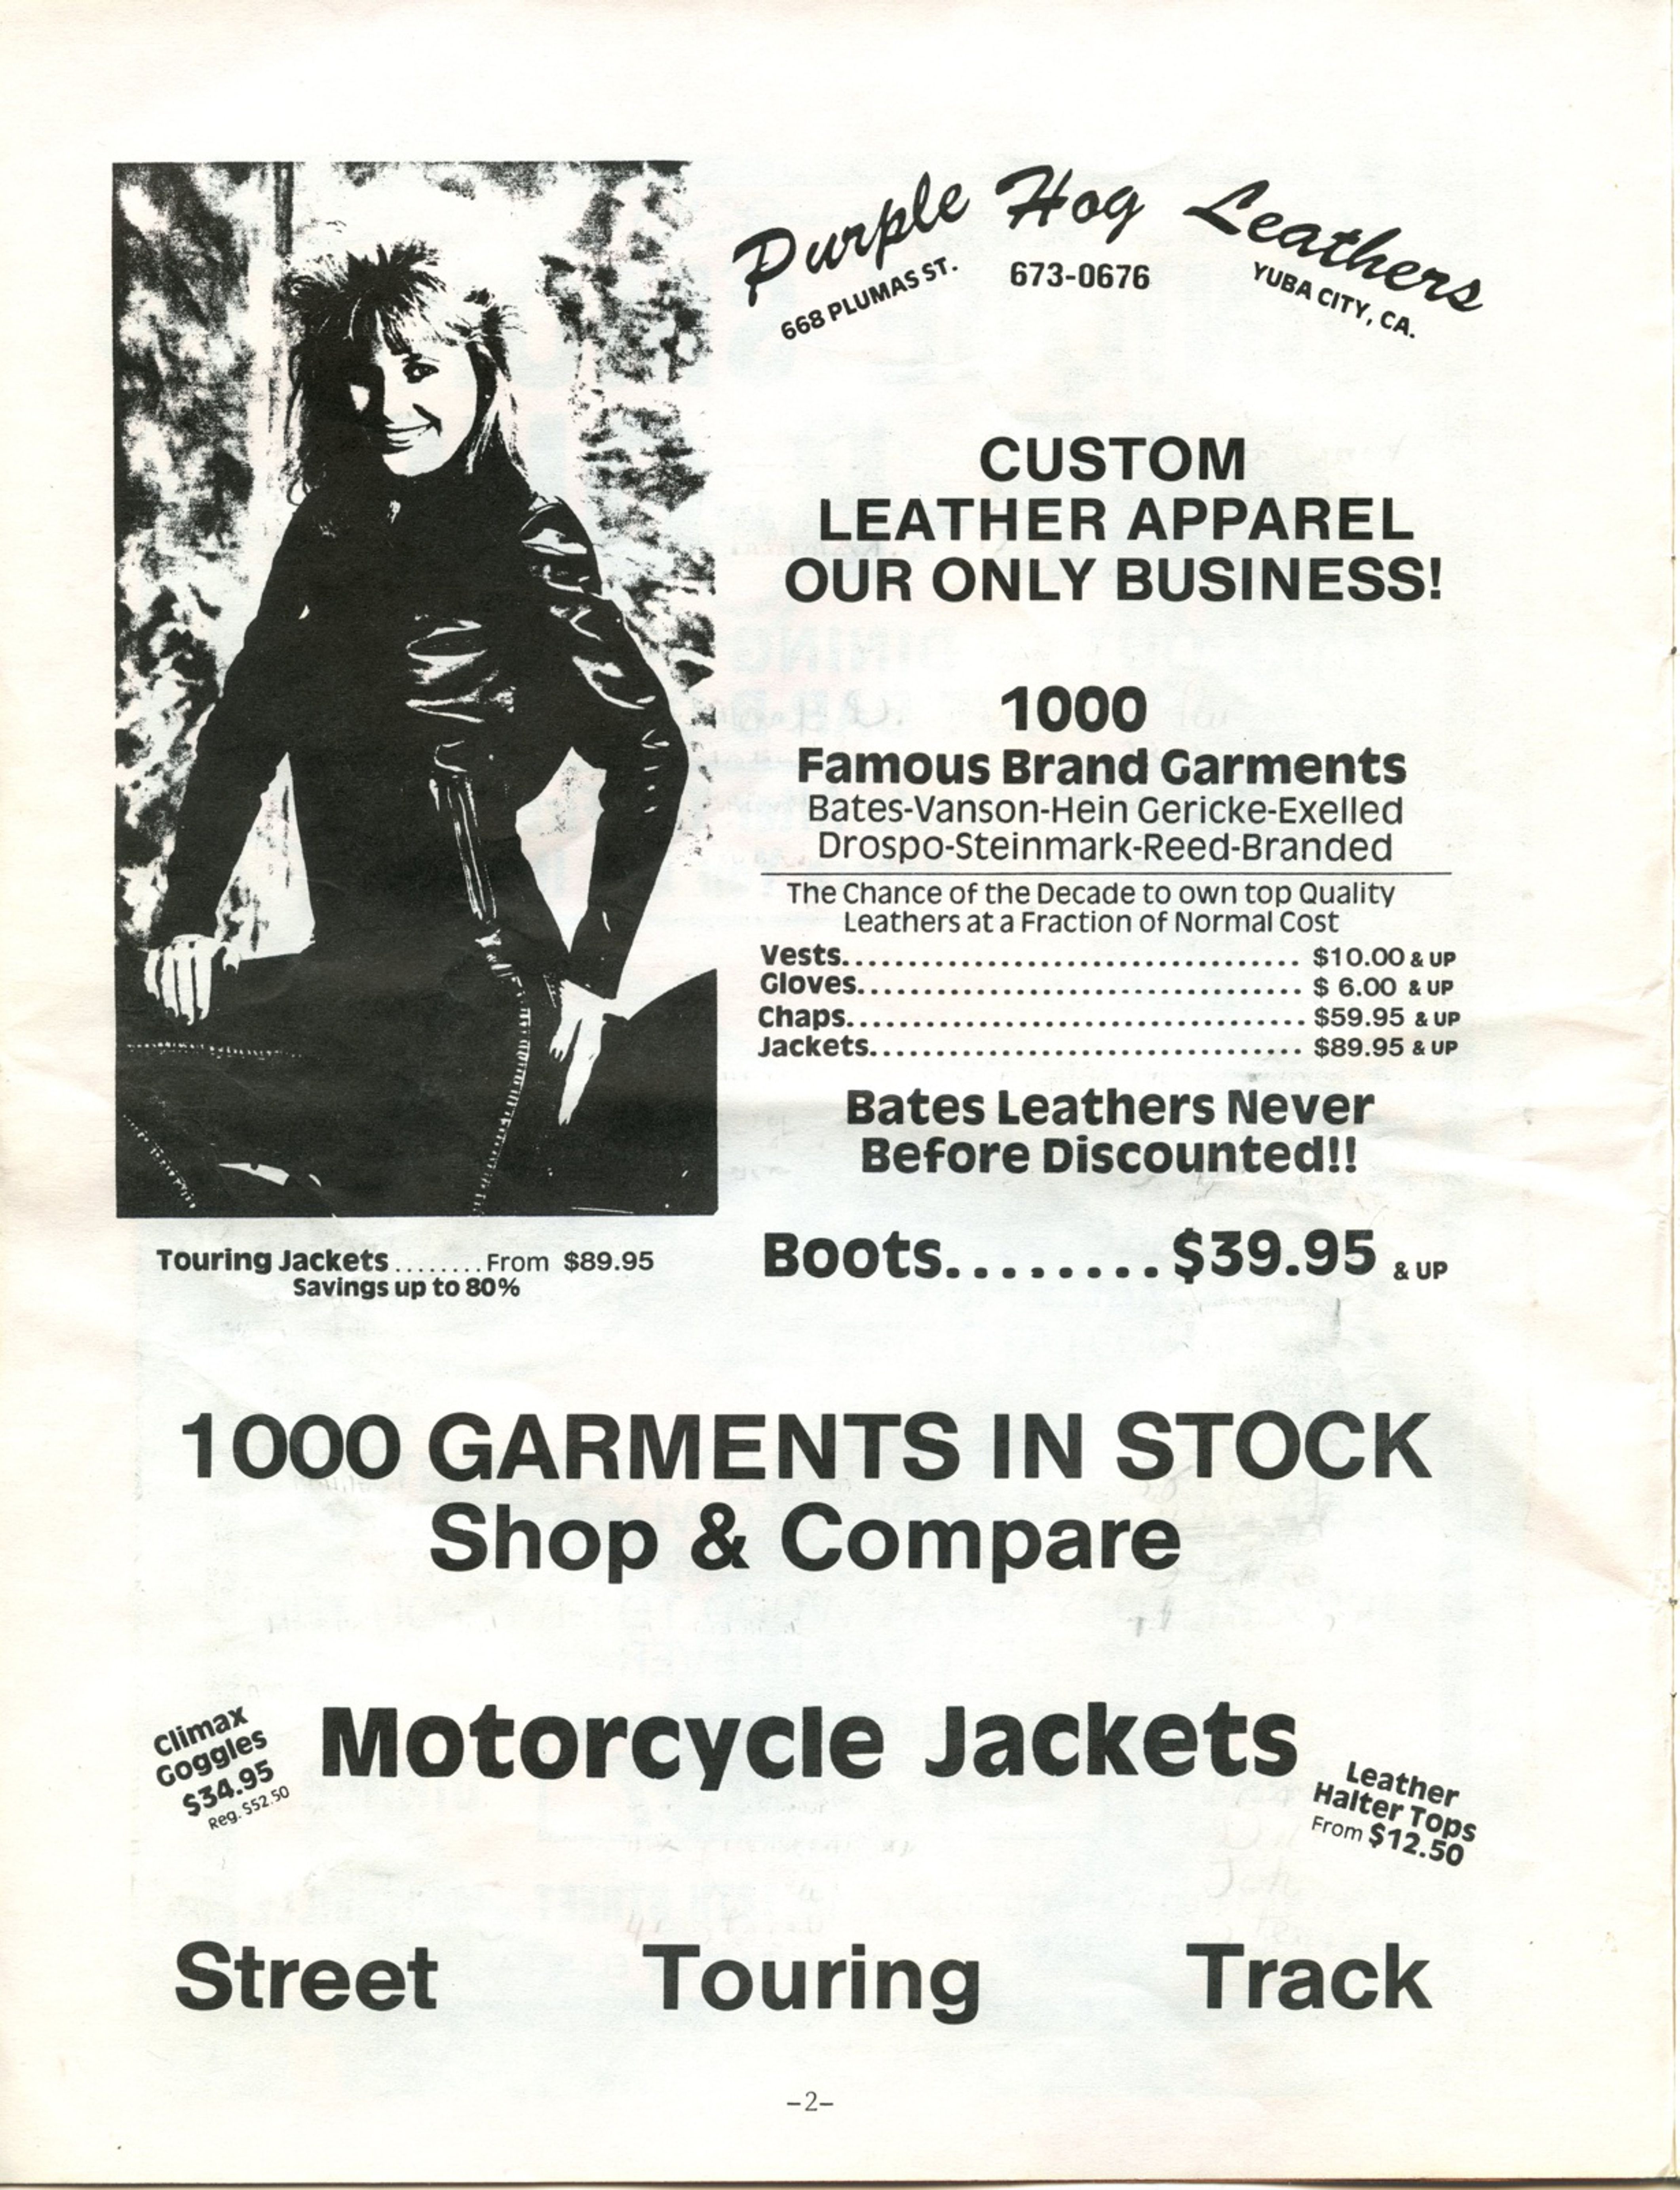 Purple Hog Leathers
668 PLUMAS ST. 673-0676 YUBA CITY, CA.
CUSTOM
LEATHER APPAREL
OUR ONLY BUSINESS!
1000
Famous Brand Garments
Bates-Vanson-Hein Gericke-Exelled
Drospo-Steinmark-Reed-Branded
The Chance of the Decade to own top Quality
Leathers at a Fraction of Normal Cost
Vests.................................. $10.00 & UP
Gloves................................. $ 6.00 & UP
Chaps.................................. $59.95 & UP
Jackets................................ $89.95 & UP
Bates Leathers Never
Before Discounted!!
Boots........ $39.95 & UP
Touring Jackets ........ From $89.95
Savings up to 80%
1000 GARMENTS IN STOCK
Shop & Compare
Climax
Goggles
$34.95
Reg. $52.50
Motorcycle Jackets
Leather
Halter Tops
From $12.50
Street Touring Track
-2-